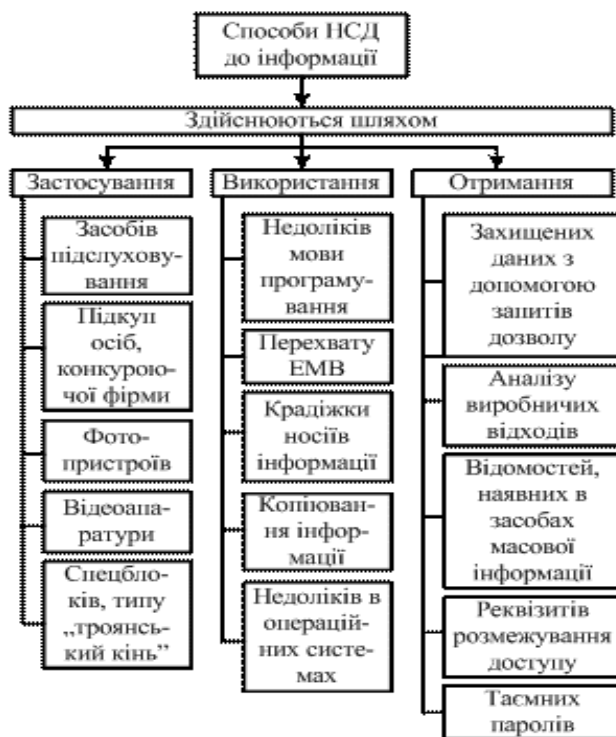 Способи НСД
до інформації
Здійснюються шляхом
Застосування
Засобів
підслухову-
вання
Підкуп
осіб,
конкурою-
чої фірми
Фото-
пристроїв
Відеоапа-
ратури
Спецбло-
ків, типу
„троянсь-
кий кінь”
Використання
Недоліків
мови
програму-
вання
Перехвату
ЕМВ
Крадіжки
носіїв
інформації
Копіюван-
ня інфор-
мації
Недоліків в
операцій-
них систе-
мах
Отримання
Захищених
даних з
допомогою
запитів
дозволу
Аналізу
виробничих
відходів
Відомостей,
наявних в
засобах
масової
інформації
Реквізитів
розмежування
доступу
Таємних
паролів